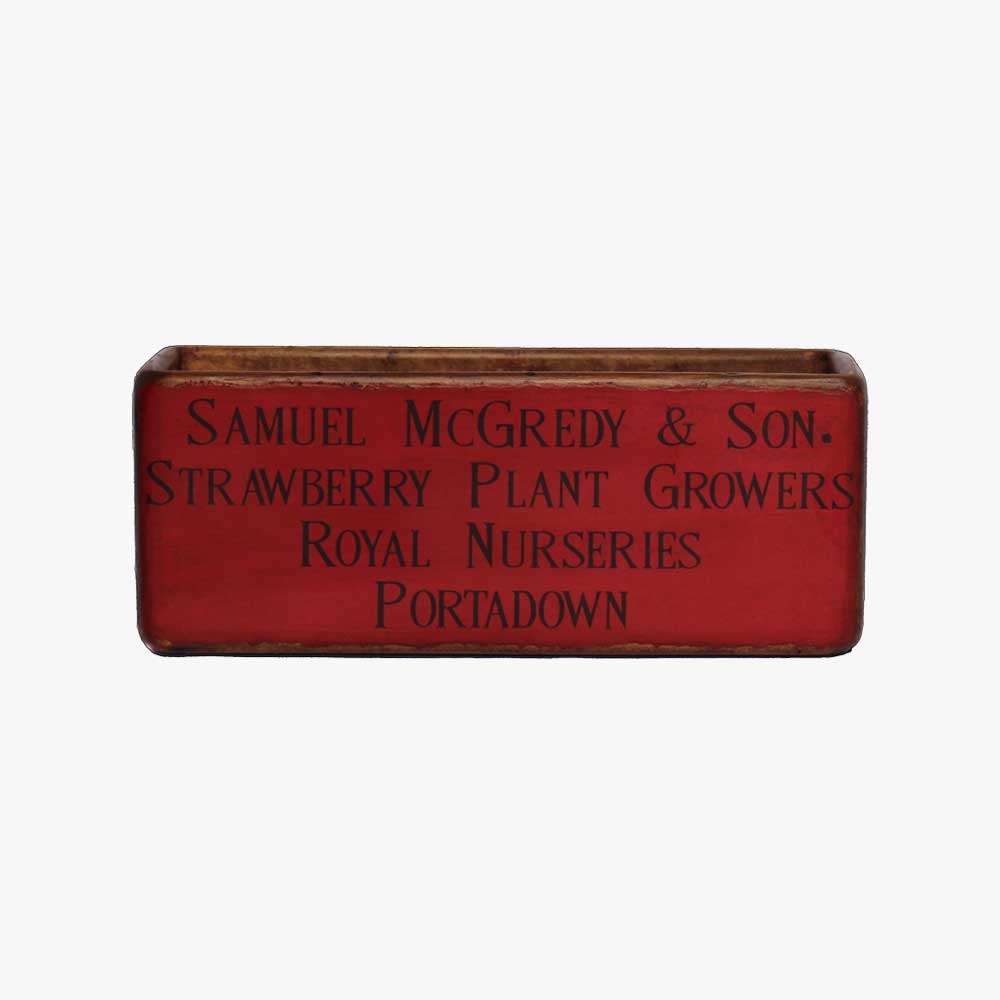 Samuel McGredy & Son.
Strawberry Plant Growers
Royal Nurseries
Portadown